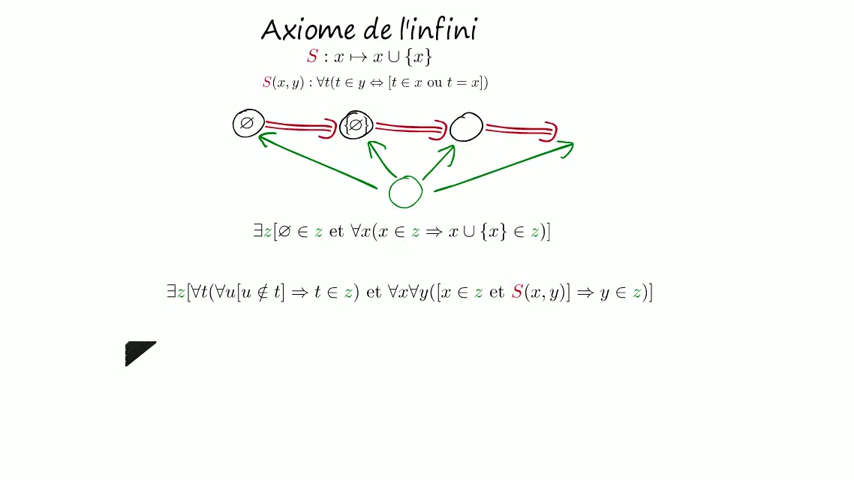 Axiome de l'infini
S : x ↦ x ∪ {x}
S(x, y) : ∀t(t ∈ y ⇔ [t ∈ x ou t = x])
∅ {∅}
∃z[∅ ∈ z et ∀x(x ∈ z ⇒ x ∪ {x} ∈ z)]
∃z[∀t(∀u[u ∉ t] ⇒ t ∈ z) et ∀x∀y([x ∈ z et S(x, y)] ⇒ y ∈ z)]